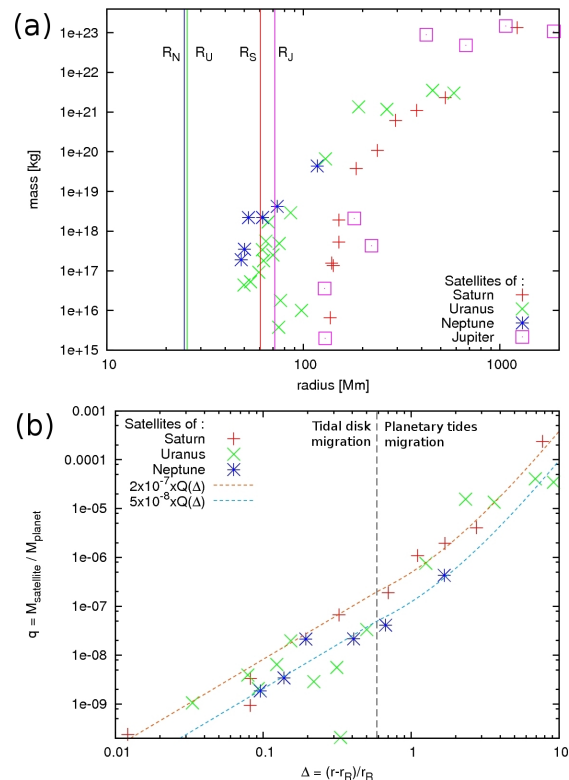 (a)
1e+23
1e+22
1e+21
1e+20
1e+19
1e+18
1e+17
1e+16
1e+15
mass [kg]
R_N R_U R_S R_J
Satellites of :
Saturn
Uranus
Neptune
Jupiter
10 100 1000
radius [Mm]
(b)
0.001
0.0001
1e-05
1e-06
1e-07
1e-08
1e-09
q = M_satellite / M_planet
Satellites of :
Saturn
Uranus
Neptune
2x10^-7xQ(Δ)
5x10^-8xQ(Δ)
Tidal disk
migration
Planetary tides
migration
0.01 0.1 1 10
Δ = (r-r_R)/r_R